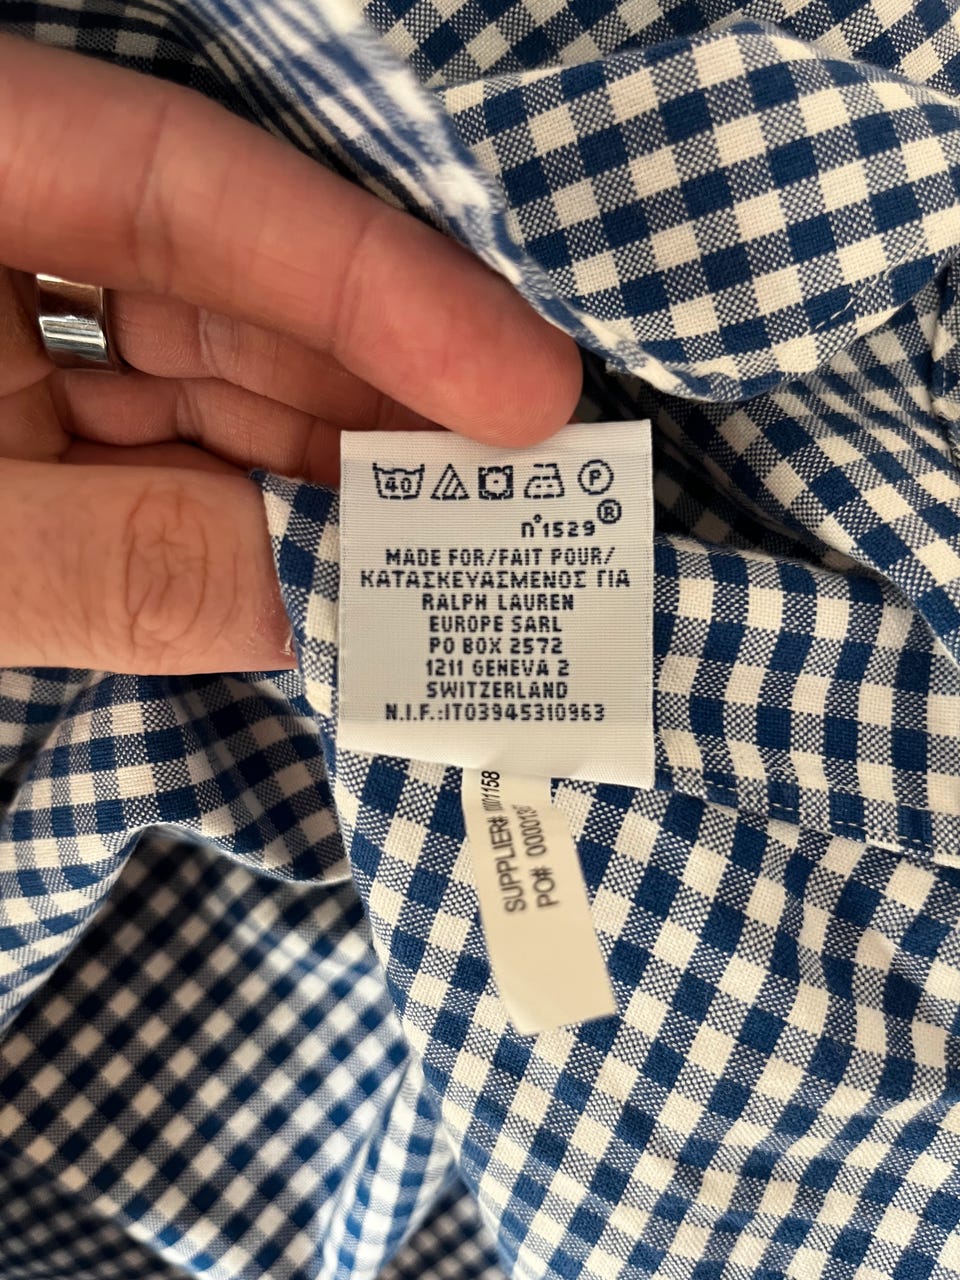 40 P
n°1529®
MADE FOR/FAIT POUR/
ΚΑΤΑΣΚΕΥΑΣΜΕΝΟΣ ΓΙΑ
RALPH LAUREN
EUROPE SARL
PO BOX 2572
1211 GENEVA 2
SWITZERLAND
N.I.F.:IT03945310963
SUPPLIER#
PO#